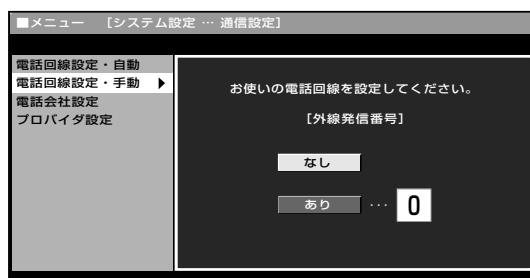 ■メニュー [システム設定 … 通信設定]
電話回線設定・自動
電話回線設定・手動 ▶
電話会社設定
プロバイダ設定
お使いの電話回線を設定してください。
[外線発信番号]
なし
あり … 0